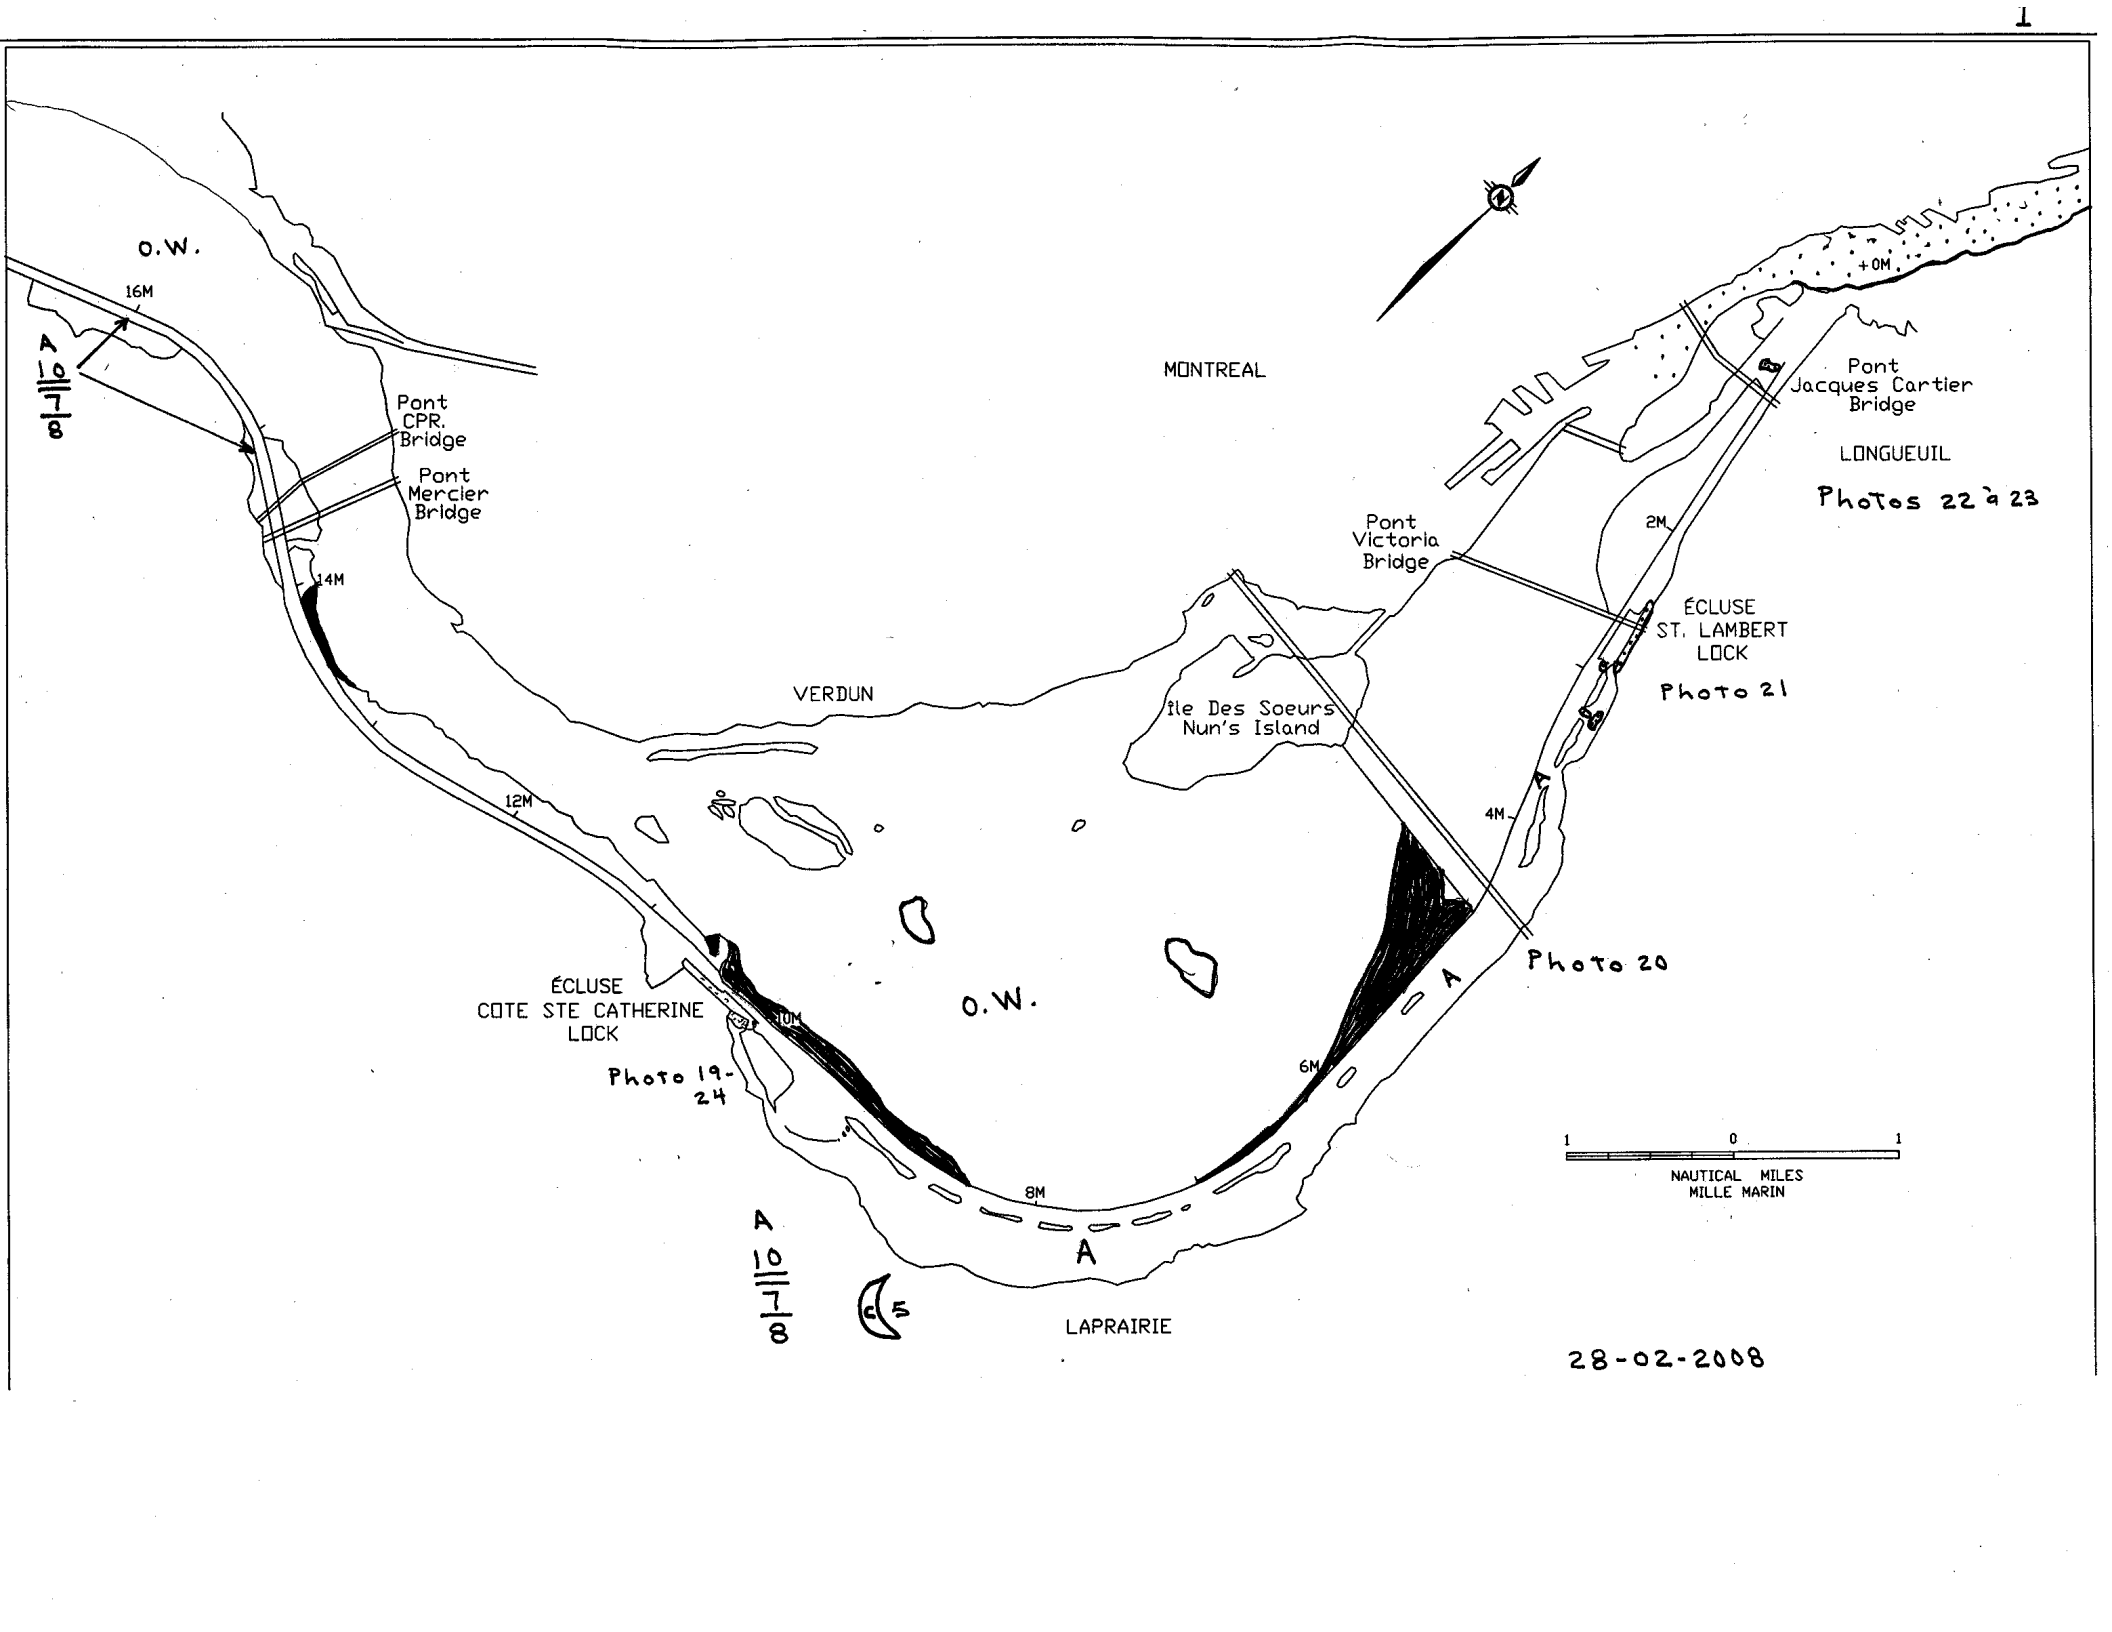 1
O.W.
16M
A
10
7
8
Pont
CPR.
Bridge
Pont
Mercier
Bridge
14M
12M
MONTREAL
VERDUN
+0M
Pont
Jacques Cartier
Bridge
LONGUEUIL
Photos 22 à 23
2M
Pont
Victoria
Bridge
ÉCLUSE
ST. LAMBERT
LOCK
Photo 21
Île Des Soeurs
Nun's Island
A
4M
Photo 20
A
6M
O.W.
ÉCLUSE
COTE STE CATHERINE
LOCK
10M
Photo 19-
24
8M
A
A
10
7
8
C 5
LAPRAIRIE
1 0 1
NAUTICAL MILES
MILLE MARIN
28-02-2008